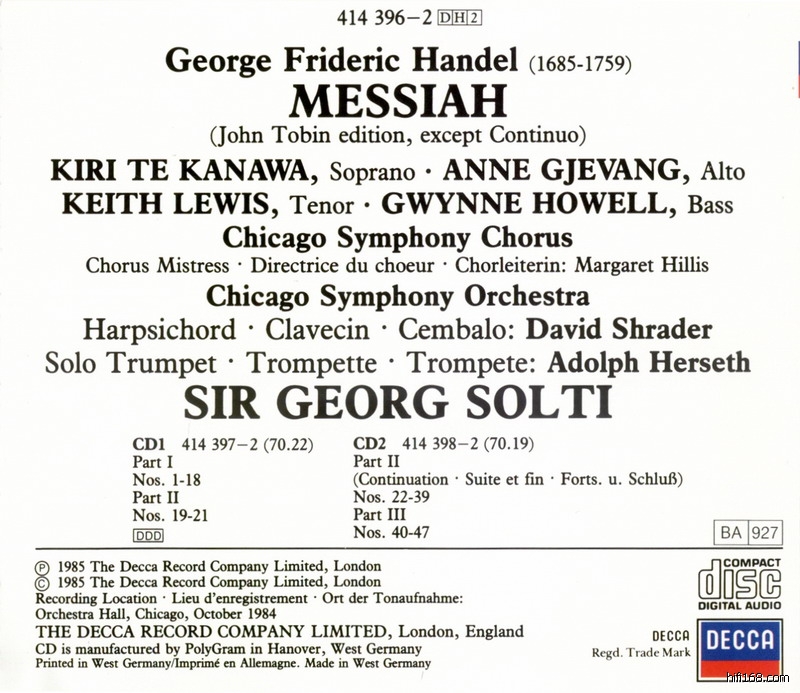 414 396-2 DH2
George Frideric Handel (1685-1759)
MESSIAH
(John Tobin edition, except Continuo)
KIRI TE KANAWA, Soprano · ANNE GJEVANG, Alto
KEITH LEWIS, Tenor · GWYNNE HOWELL, Bass
Chicago Symphony Chorus
Chorus Mistress · Directrice du choeur · Chorleiterin: Margaret Hillis
Chicago Symphony Orchestra
Harpsichord · Clavecin · Cembalo: David Shrader
Solo Trumpet · Trompette · Trompete: Adolph Herseth
SIR GEORG SOLTI
CD1 414 397-2 (70.22)
Part I
Nos. 1-18
Part II
Nos. 19-21
DDD
CD2 414 398-2 (70.19)
Part II
(Continuation · Suite et fin · Forts. u. Schluß)
Nos. 22-39
Part III
Nos. 40-47
BA 927
Ⓟ 1985 The Decca Record Company Limited, London
© 1985 The Decca Record Company Limited, London
Recording Location · Lieu d'enregistrement · Ort der Tonaufnahme:
Orchestra Hall, Chicago, October 1984
THE DECCA RECORD COMPANY LIMITED, London, England
CD is manufactured by PolyGram in Hanover, West Germany
Printed in West Germany/Imprimé en Allemagne. Made in West Germany
COMPACT
disc
DIGITAL AUDIO
DECCA
Regd. Trade Mark
DECCA
hifi168.com